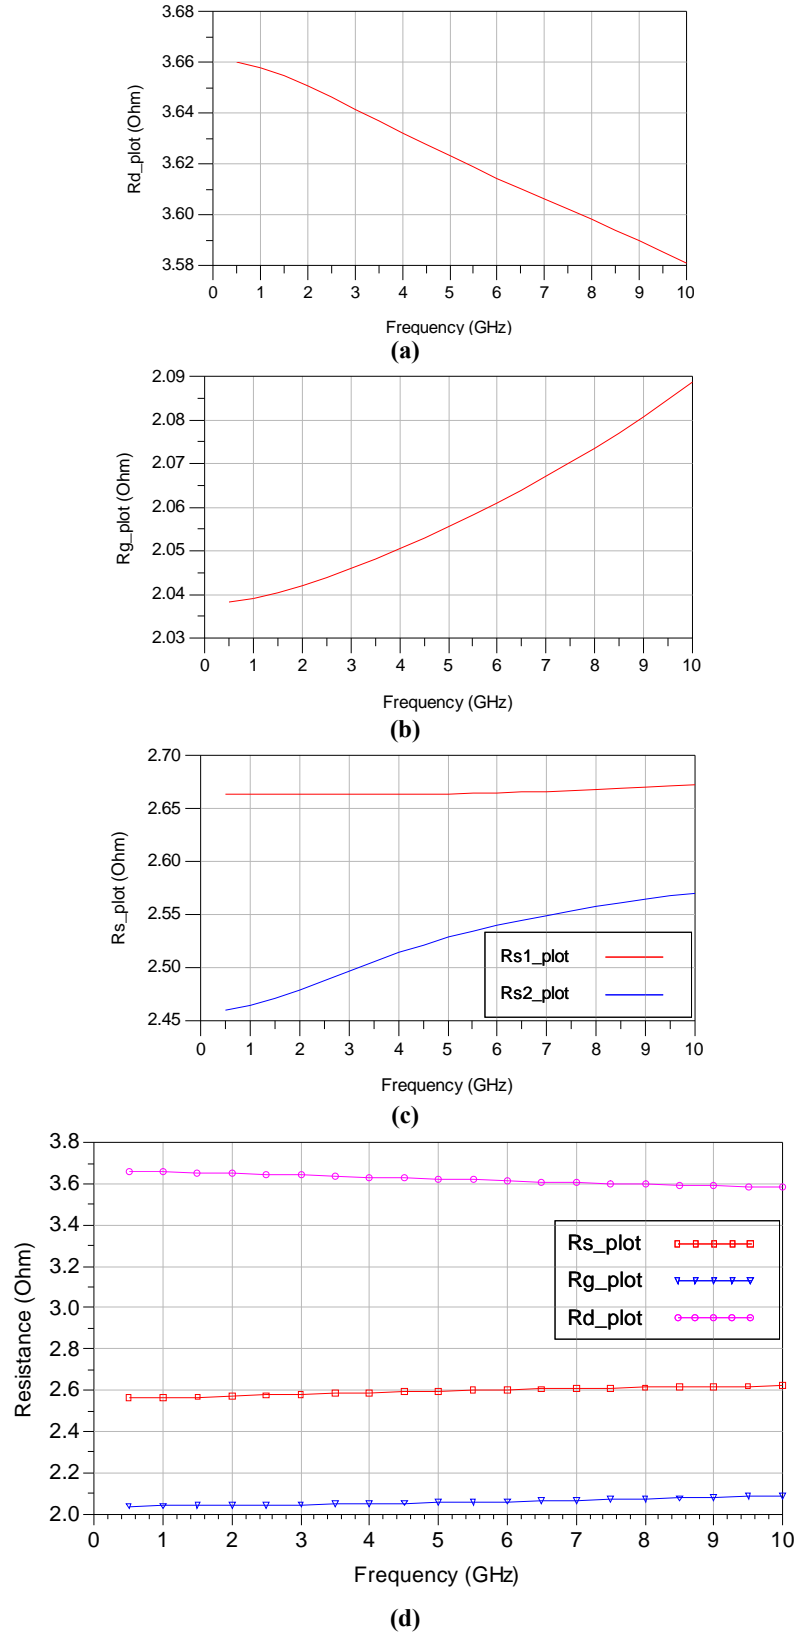 3.68
3.66
3.64
3.62
3.60
3.58
Rd_plot (Ohm)
0 1 2 3 4 5 6 7 8 9 10
Frequency (GHz)
(a)
2.09
2.08
2.07
2.06
2.05
2.04
2.03
Rg_plot (Ohm)
0 1 2 3 4 5 6 7 8 9 10
Frequency (GHz)
(b)
2.70
2.65
2.60
2.55
2.50
2.45
Rs_plot (Ohm)
Rs1_plot
Rs2_plot
0 1 2 3 4 5 6 7 8 9 10
Frequency (GHz)
(c)
3.8
3.6
3.4
3.2
3.0
2.8
2.6
2.4
2.2
2.0
Resistance (Ohm)
Rs_plot
Rg_plot
Rd_plot
0 1 2 3 4 5 6 7 8 9 10
Frequency (GHz)
(d)